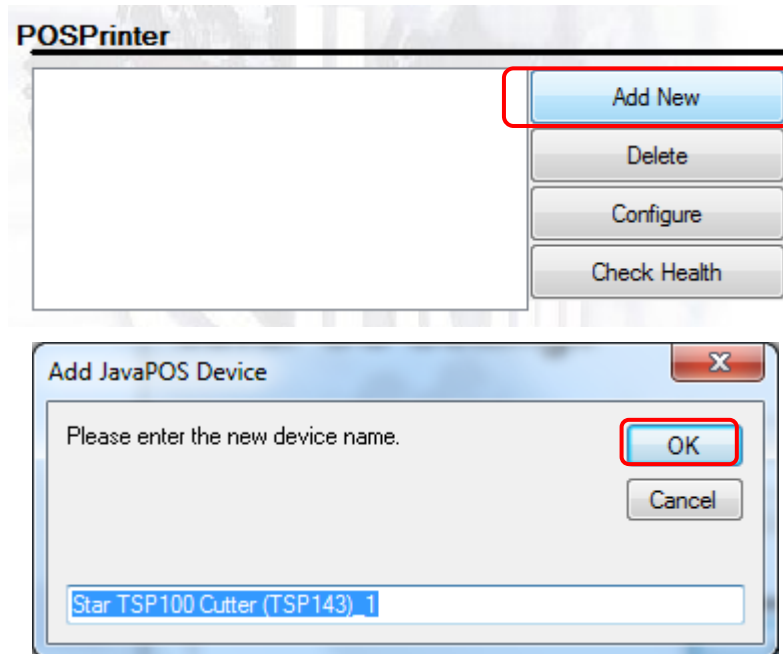 POSPrinter
Add New
Delete
Configure
Check Health
Add JavaPOS Device
Please enter the new device name.
OK
Cancel
Star TSP100 Cutter (TSP143)_1